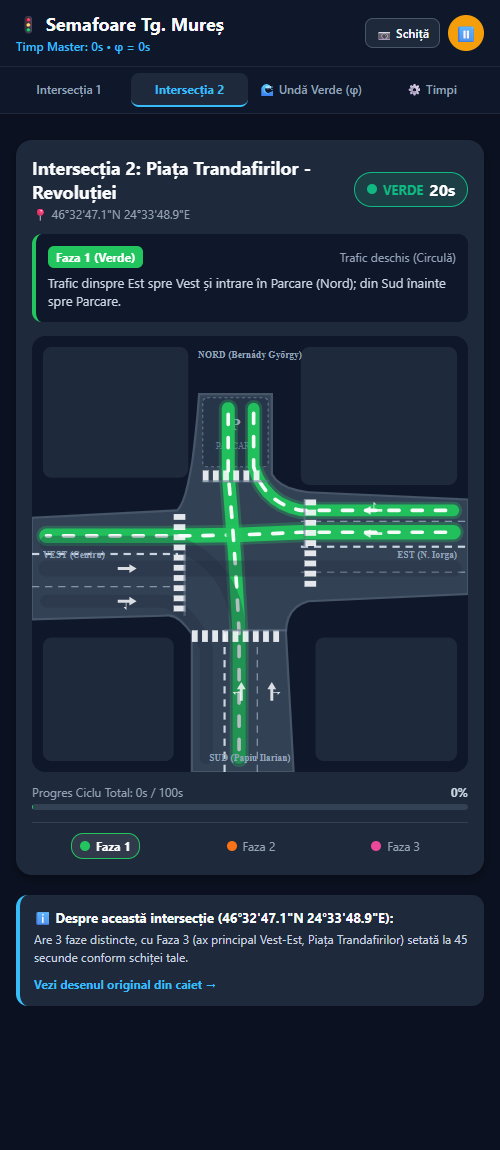 Semafoare Tg. Mureș
Timp Master: 0s • φ = 0s
Schiță
Intersecția 1
Intersecția 2
Undă Verde (φ)
Timpi
Intersecția 2: Piața Trandafirilor -
Revoluției
46°32'47.1"N 24°33'48.9"E
VERDE 20s
Faza 1 (Verde)
Trafic deschis (Circulă)
Trafic dinspre Est spre Vest și intrare în Parcare (Nord); din Sud înainte
spre Parcare.
NORD (Bernády György)
P
VEST (Centru)
EST (N. Iorga)
SUD (Papiu Ilarian)
Progres Ciclu Total: 0s / 100s
0%
Faza 1
Faza 2
Faza 3
Despre această intersecție (46°32'47.1"N 24°33'48.9"E):
Are 3 faze distincte, cu Faza 3 (ax principal Vest-Est, Piața Trandafirilor) setată la 45
secunde conform schiței tale.
Vezi desenul original din caiet →